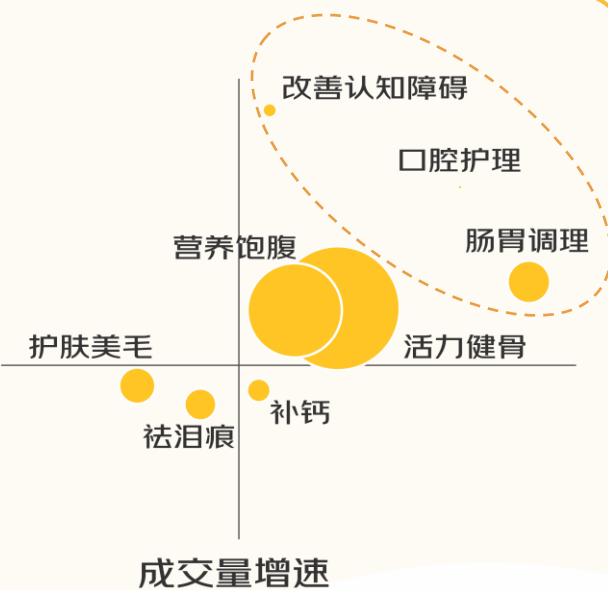 改善认知障碍
口腔护理
肠胃调理
营养饱腹
护肤美毛
活力健骨
补钙
祛泪痕
成交量增速